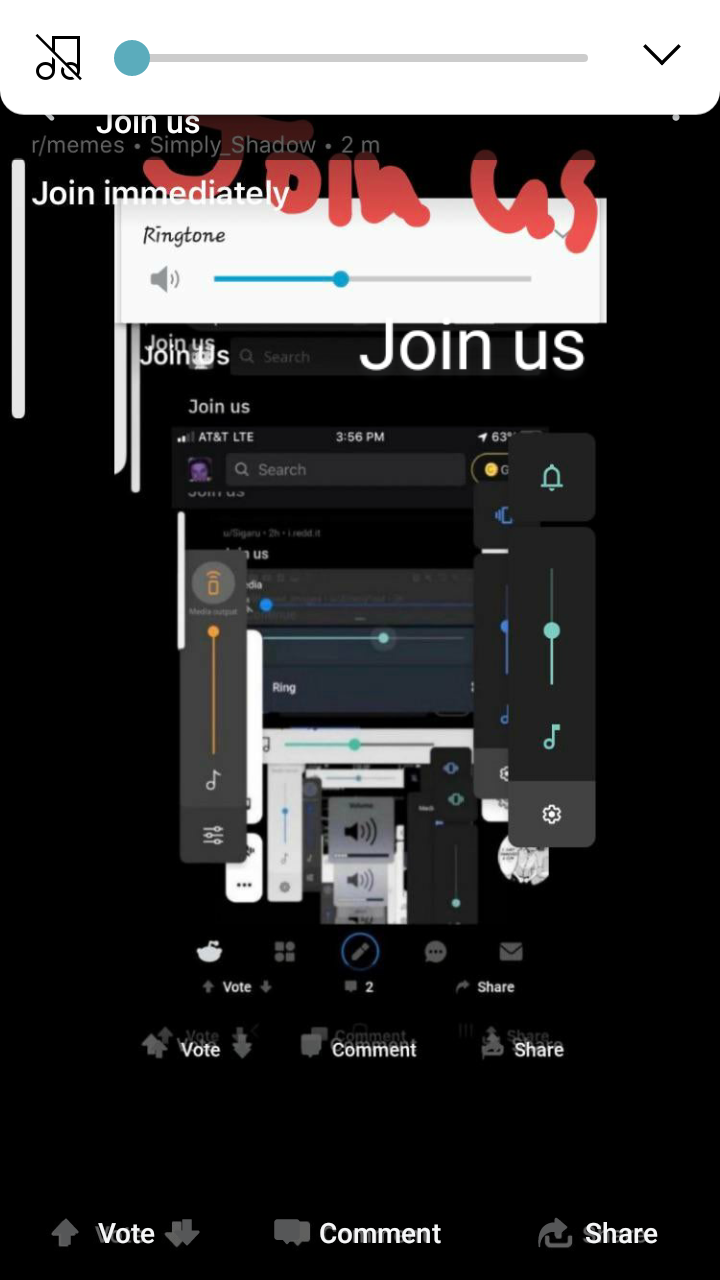 Join us
r/memes • Simply_Shadow • 2 m
Join us
Join immediately
Ringtone
Join us
Join Us
Search
Join us
Join us
AT&T LTE
3:56 PM
63%
Search
G
Join us
u/Sigaru • 2h • i.redd.it
Join us
Media output
Ring
Volume
Vote
2
Share
Vote
Comment
Share
Vote
Comment
Share
Vote
Comment
Share